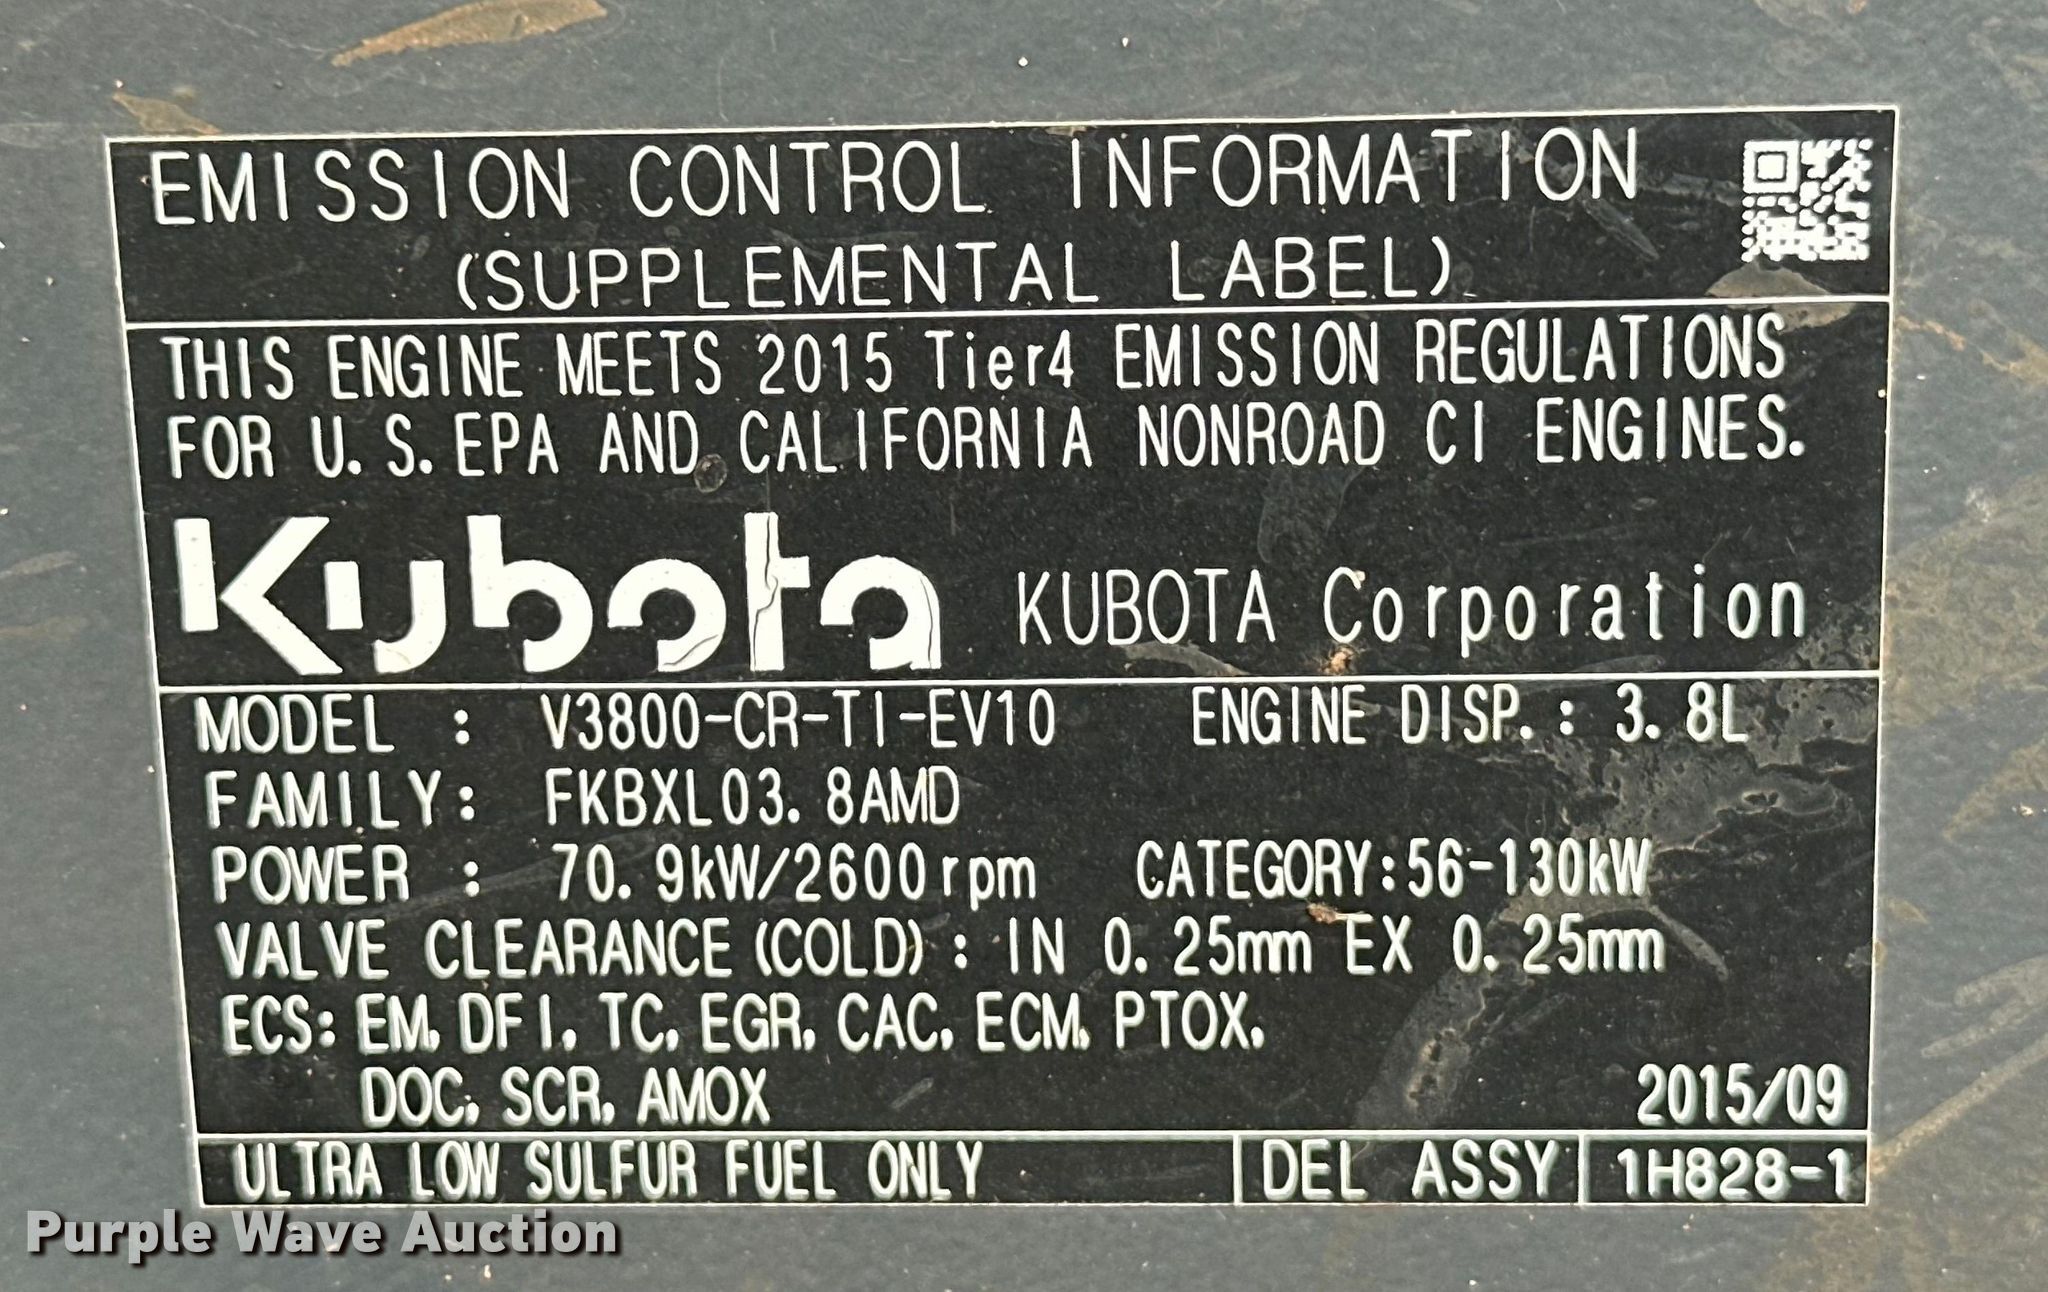 EMISSION CONTROL INFORMATION
(SUPPLEMENTAL LABEL)
THIS ENGINE MEETS 2015 Tier4 EMISSION REGULATIONS
FOR U.S.EPA AND CALIFORNIA NONROAD CI ENGINES.
Kubota KUBOTA Corporation
MODEL : V3800-CR-TI-EV10 ENGINE DISP.: 3.8L
FAMILY: FKBXL03.8AMD
POWER : 70.9kW/2600rpm CATEGORY:56-130kW
VALVE CLEARANCE(COLD): IN 0.25mm EX 0.25mm
ECS: EM, DFI, TC, EGR, CAC, ECM, PTOX,
DOC, SCR, AMOX 2015/09
ULTRA LOW SULFUR FUEL ONLY DEL ASSY 1H828-1
Purple Wave Auction